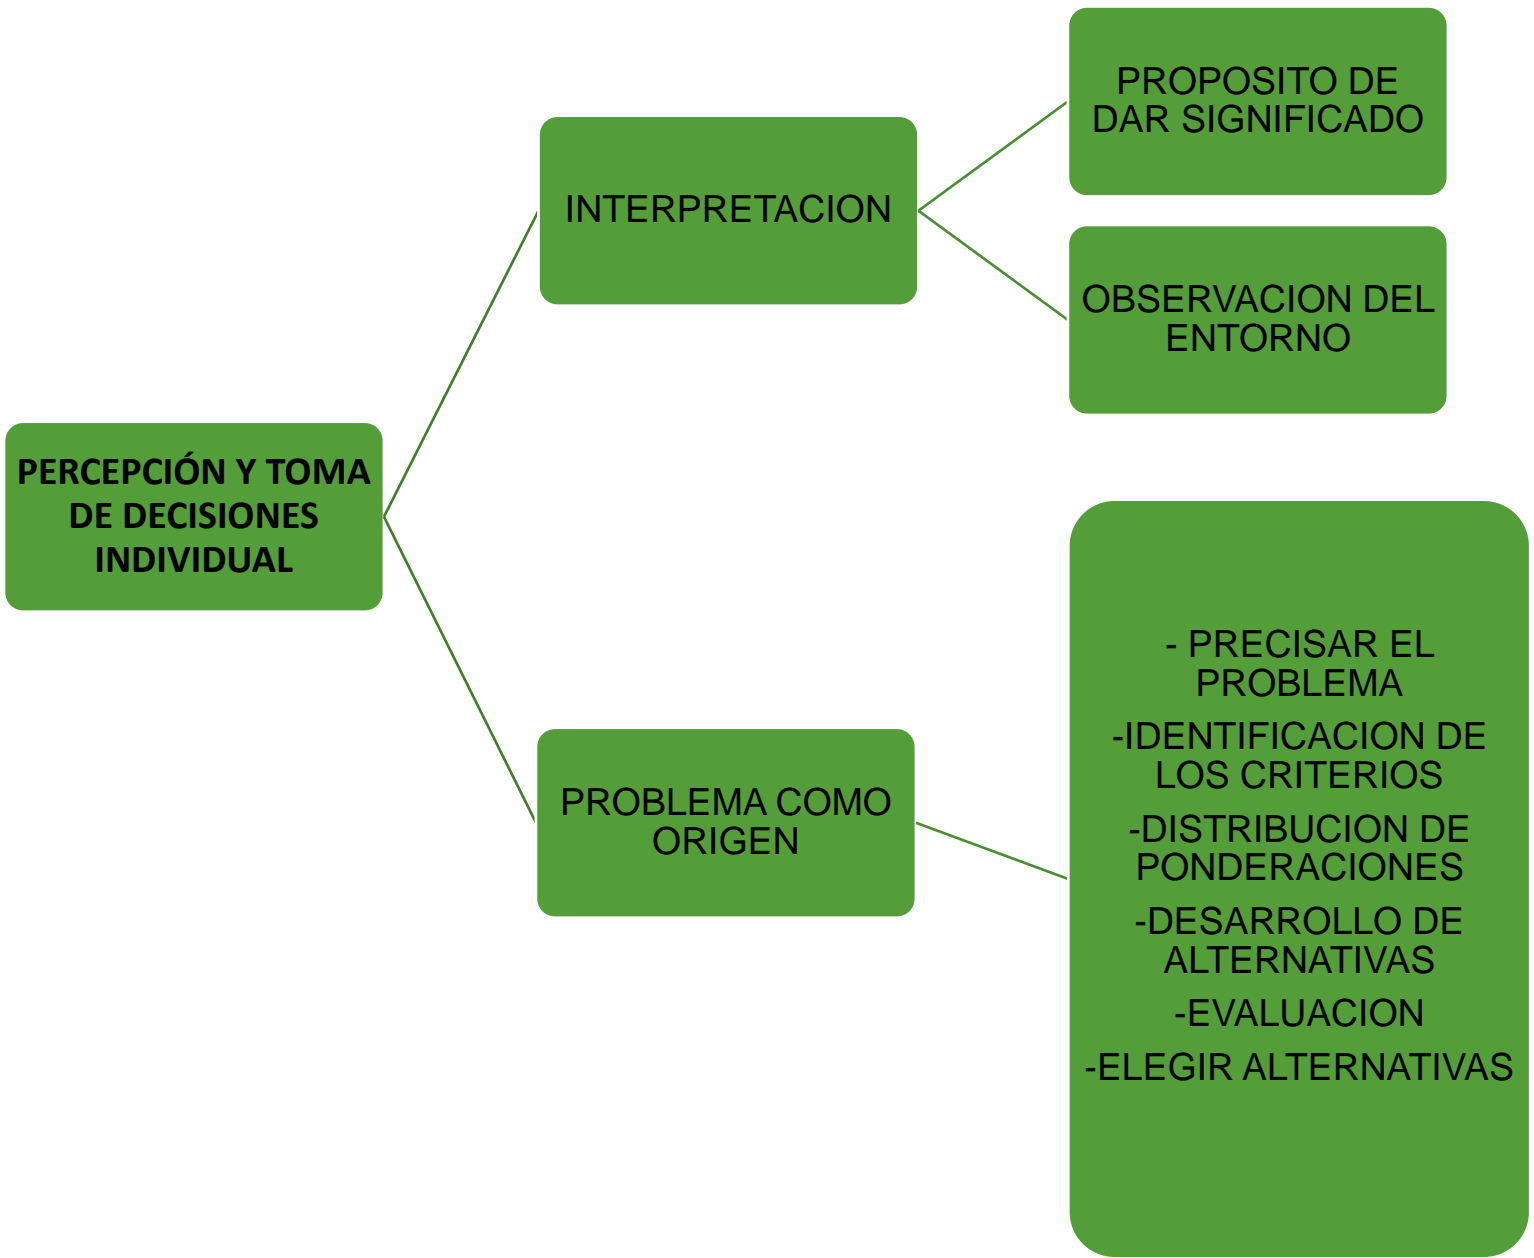 PROPOSITO DE
DAR SIGNIFICADO
INTERPRETACION
OBSERVACION DEL
ENTORNO
PERCEPCIÓN Y TOMA
DE DECISIONES
INDIVIDUAL
PROBLEMA COMO
ORIGEN
- PRECISAR EL
PROBLEMA
-IDENTIFICACION DE
LOS CRITERIOS
-DISTRIBUCION DE
PONDERACIONES
-DESARROLLO DE
ALTERNATIVAS
-EVALUACION
-ELEGIR ALTERNATIVAS